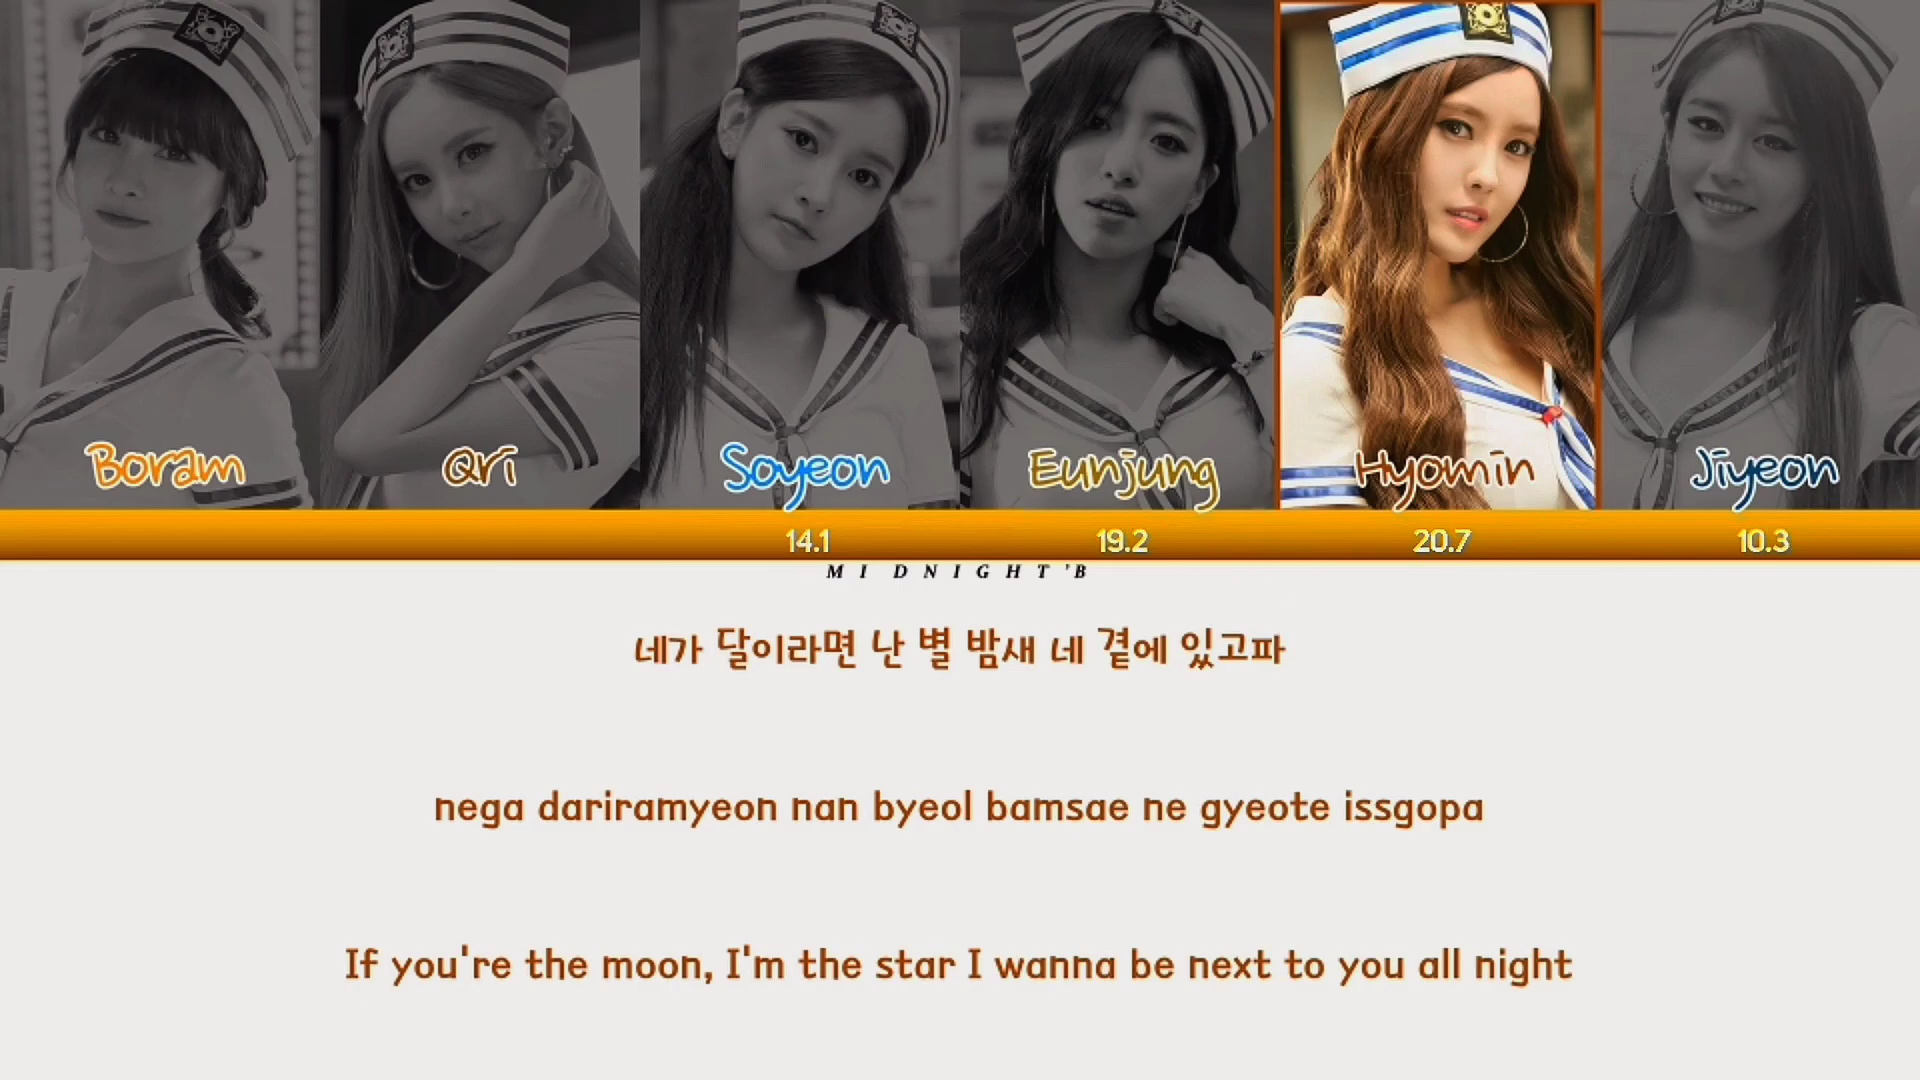 Boram Qri Soyeon Eunjung Hyomin Jiyeon
14.1 19.2 20.7 10.3
MIDNIGHT'B
네가 달이라면 난 별 밤새 네 곁에 있고파
nega dariramyeon nan byeol bamsae ne gyeote issgopa
If you're the moon, I'm the star I wanna be next to you all night